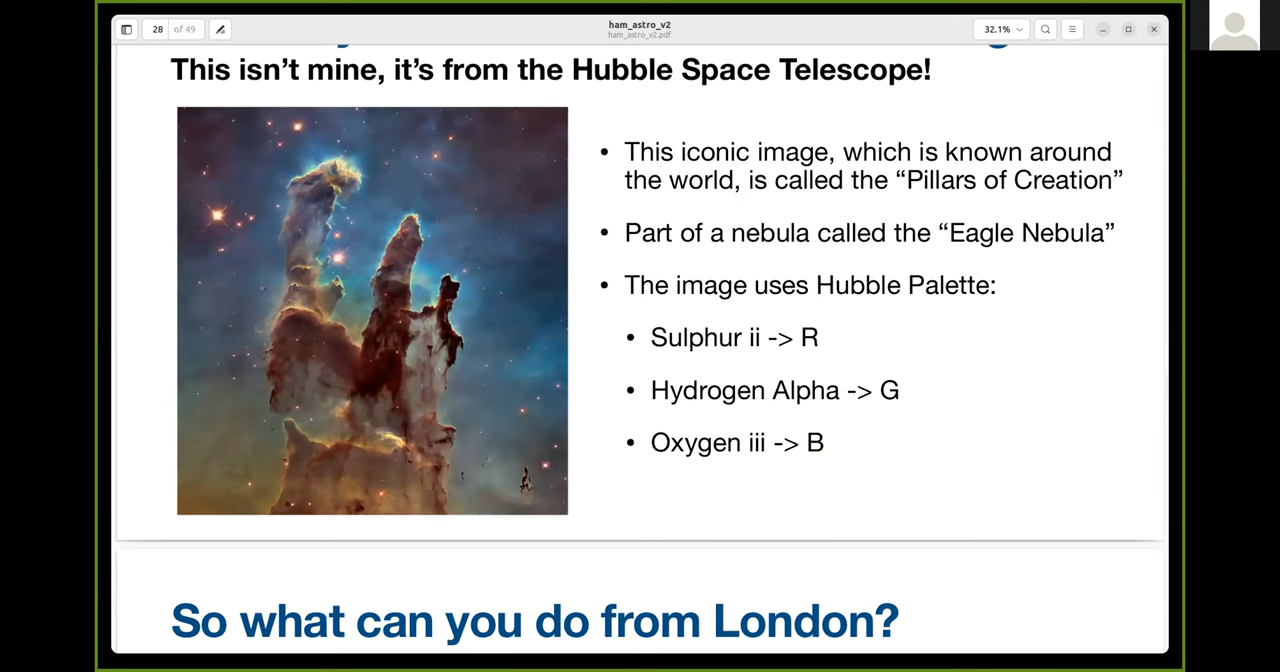 28 of 49
ham_astro_v2
ham_astro_v2.pdf
32.1%
This isn’t mine, it’s from the Hubble Space Telescope!
• This iconic image, which is known around
the world, is called the “Pillars of Creation”
• Part of a nebula called the “Eagle Nebula”
• The image uses Hubble Palette:
• Sulphur ii -> R
• Hydrogen Alpha -> G
• Oxygen iii -> B
So what can you do from London?